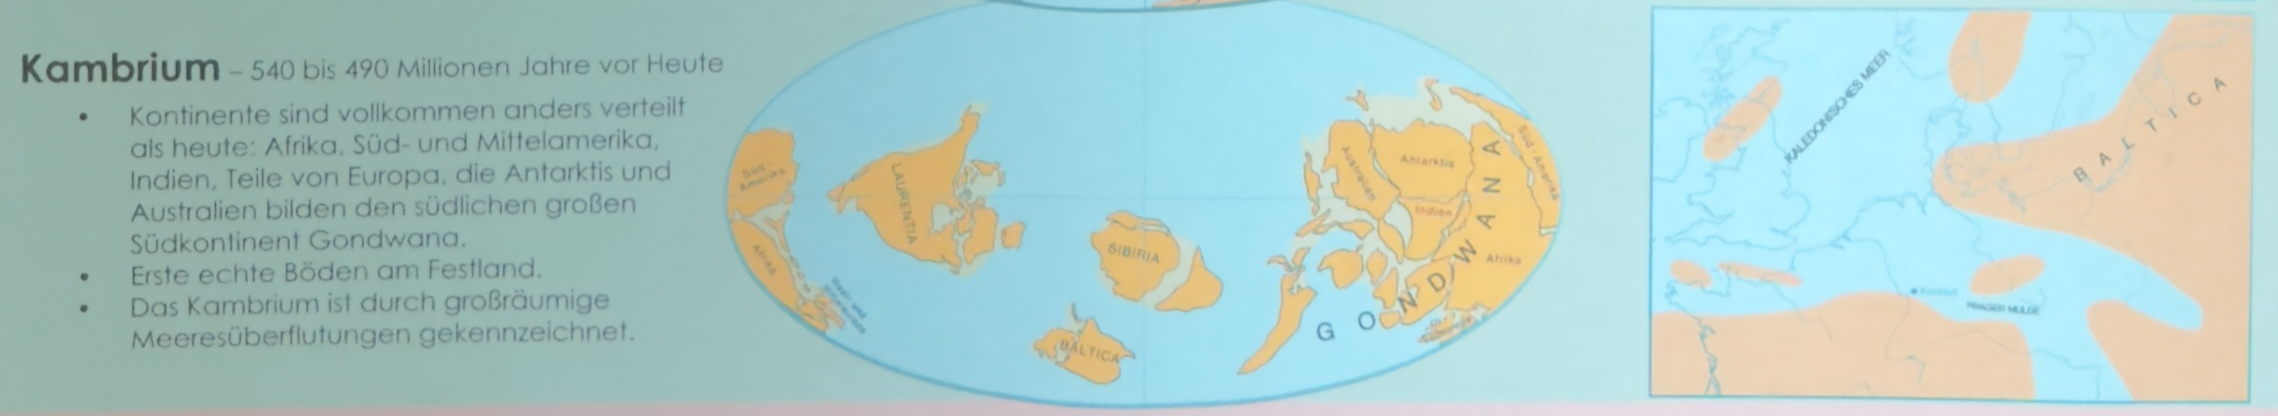 Kambrium – 540 bis 490 Millionen Jahre vor Heute
• Kontinente sind vollkommen anders verteilt
als heute: Afrika, Süd- und Mittelamerika,
Indien, Teile von Europa, die Antarktis und
Australien bilden den südlichen großen
Südkontinent Gondwana.
• Erste echte Böden am Festland.
• Das Kambrium ist durch großräumige
Meeresüberflutungen gekennzeichnet.
Süd-
Amerika
Afrika
LAURENTIA
SIBIRIA
BALTICA
Australien
Antarktis
Indien
Süd-Amerika
Afrika
GONDWANA
KALEDONISCHES MEER
BALTICA
PRAGER MULDE